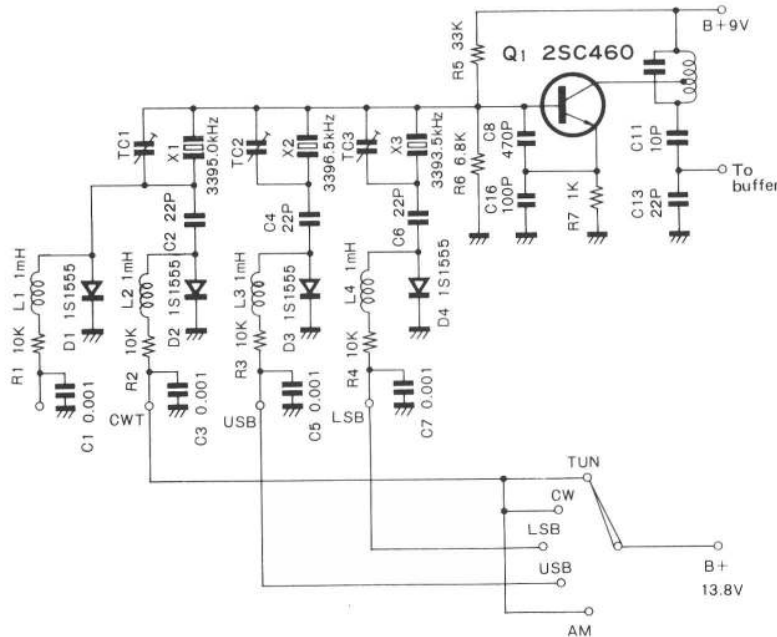 B+9V
R5 33K
Q1 2SC460
TC1
X1
3395.0kHz
TC2
X2
3396.5kHz
TC3
X3
3393.5kHz
R6 6.8K
C8
470P
C16
100P
R7 1K
C11
10P
To
buffer
C13
22P
C2 22P
C4
22P
C6 22P
L1 1mH
D1 1S1555
L2 1mH
D2 1S1555
L3 1mH
D3 1S1555
L4 1mH
D4 1S1555
R1 10K
C1 0.001
R2 10K
C3 0.001
R3 10K
C5 0.001
R4 10K
C7 0.001
CWT
USB
LSB
TUN
CW
LSB
USB
AM
B+
13.8V